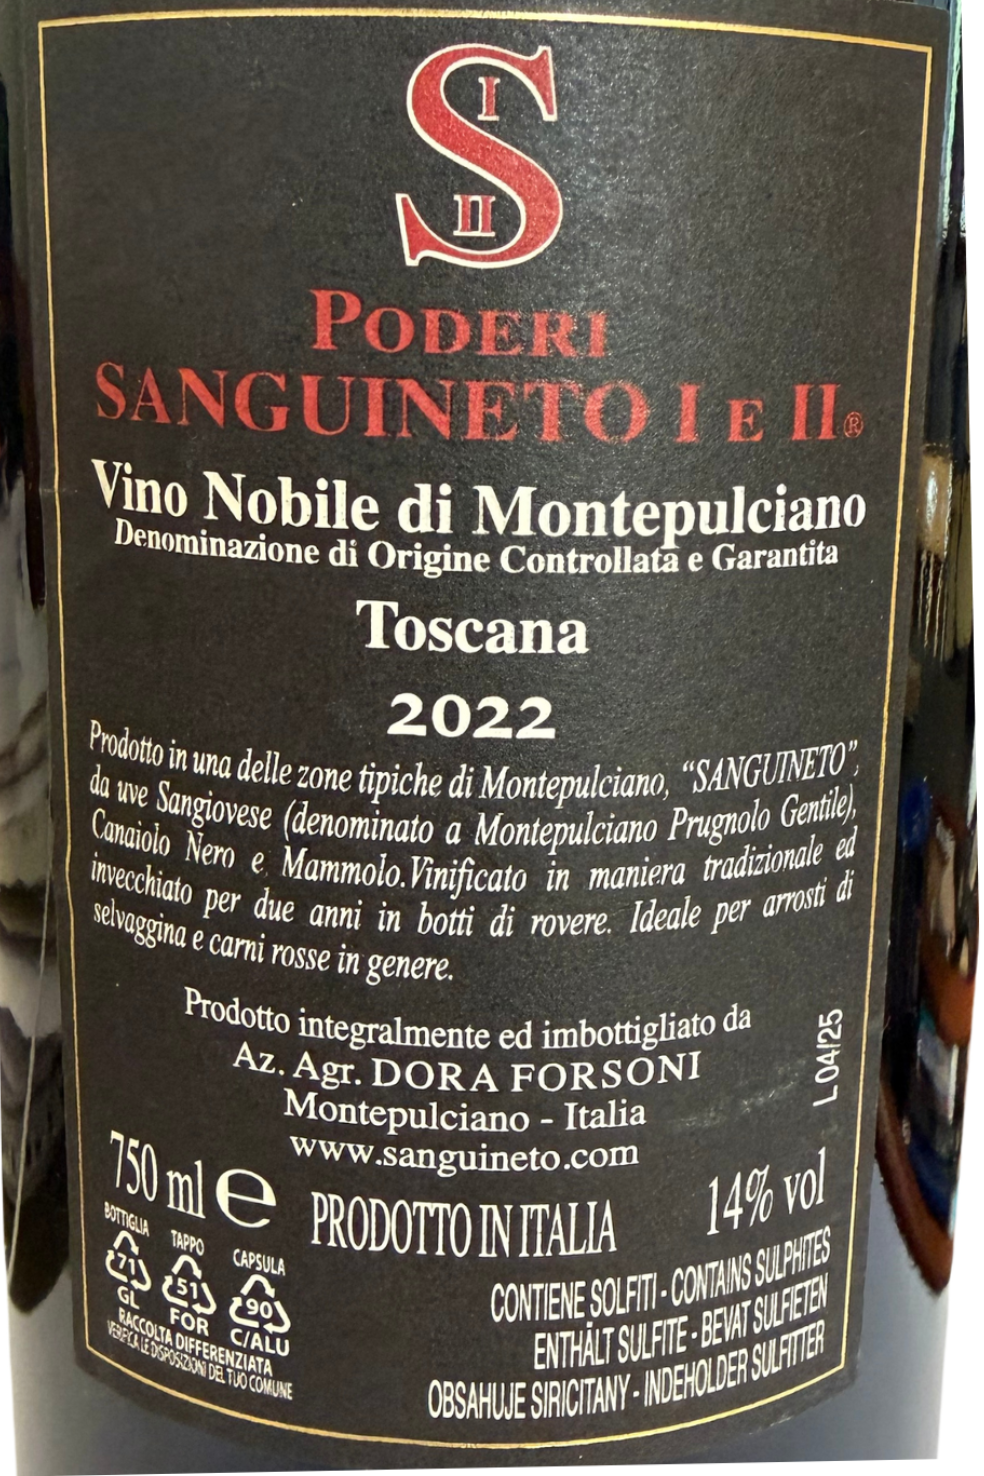 S
I
II
PODERI
SANGUINETO I E II®
Vino Nobile di Montepulciano
Denominazione di Origine Controllata e Garantita
Toscana
2022
Prodotto in una delle zone tipiche di Montepulciano, “SANGUINETO”,
da uve Sangiovese (denominato a Montepulciano Prugnolo Gentile),
Canaiolo Nero e Mammolo. Vinificato in maniera tradizionale ed
invecchiato per due anni in botti di rovere. Ideale per arrosti di
selvaggina e carni rosse in genere.
Prodotto integralmente ed imbottigliato da
Az. Agr. DORA FORSONI
Montepulciano - Italia
www.sanguineto.com
L 04/25
750 ml e
PRODOTTO IN ITALIA
14% vol
BOTTIGLIA TAPPO CAPSULA
71 51 90
GL FOR C/ALU
RACCOLTA DIFFERENZIATA
VERIFICA LE DISPOSIZIONI DEL TUO COMUNE
CONTIENE SOLFITI - CONTAINS SULPHITES
ENTHÄLT SULFITE - BEVAT SULFIETEN
OBSAHUJE SIRICITANY - INDEHOLDER SULFITTER